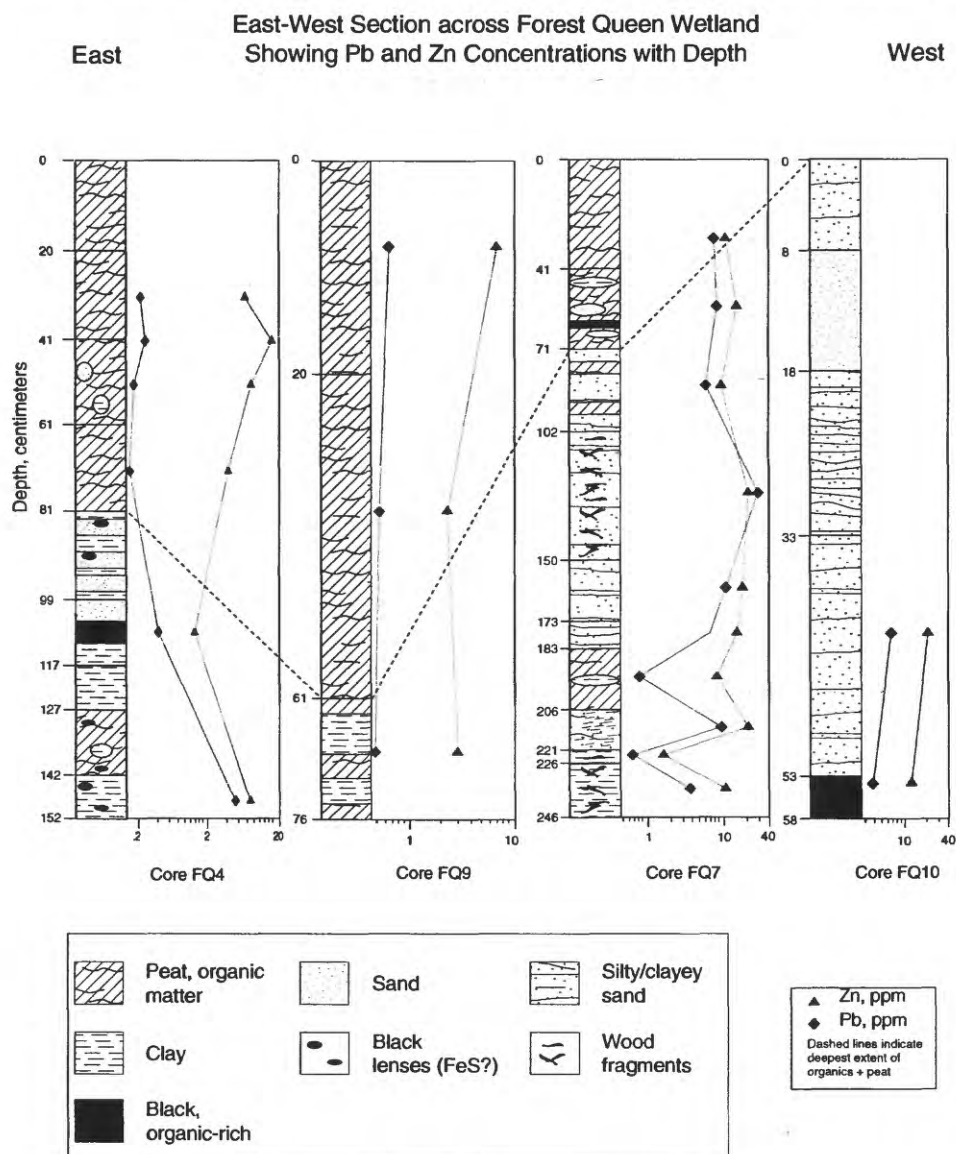 East-West Section across Forest Queen Wetland
Showing Pb and Zn Concentrations with Depth
East
West
Depth, centimeters
0
20
41
61
81
99
117
127
142
152
.2
2
20
Core FQ4
0
20
61
76
1
10
Core FQ9
0
41
71
102
150
173
183
206
221
226
246
1
10
40
Core FQ7
0
8
18
33
53
58
10
40
Core FQ10
Peat, organic
matter
Sand
Silty/clayey
sand
Clay
Black
lenses (FeS?)
Wood
fragments
Black,
organic-rich
Zn, ppm
Pb, ppm
Dashed lines indicate
deepest extent of
organics + peat